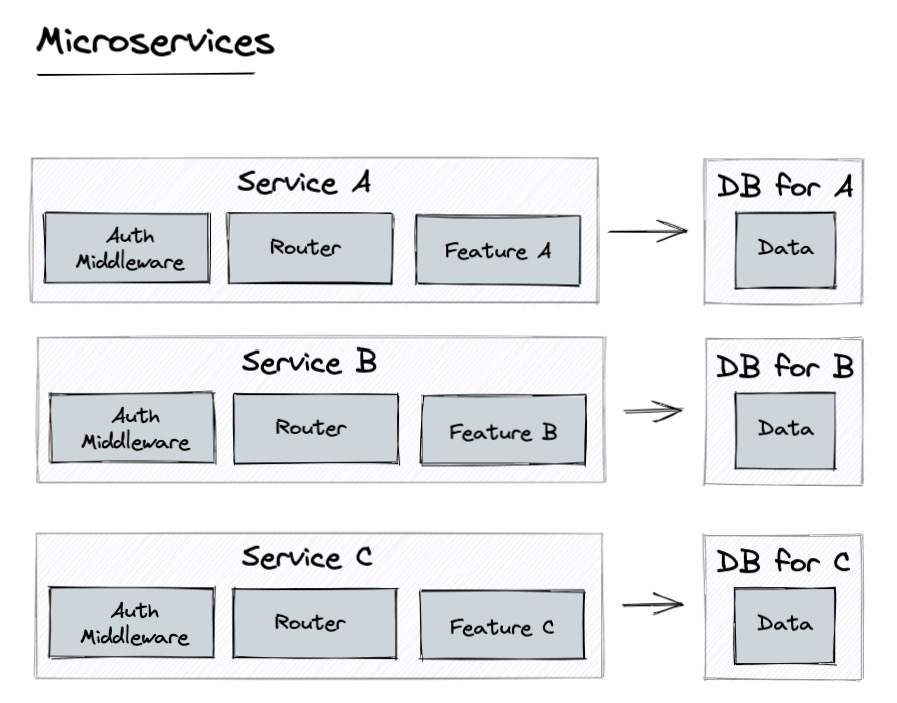 Microservices
Service A
Auth
Middleware
Router
Feature A
DB for A
Data
Service B
Auth
Middleware
Router
Feature B
DB for B
Data
Service C
Auth
Middleware
Router
Feature C
DB for C
Data